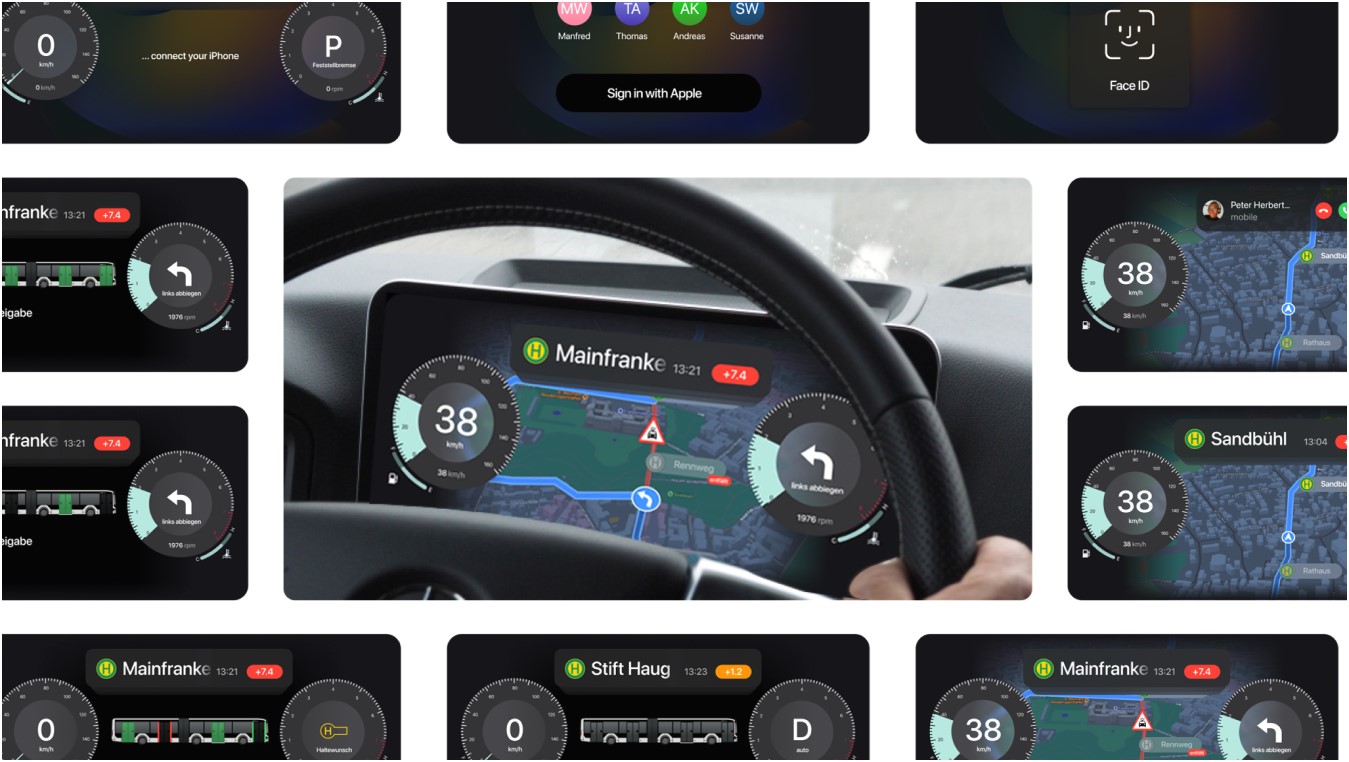 0
km/h
0 km/h
... connect your iPhone
P
Feststellbremse
0 rpm
MW
TA
AK
SW
Manfred
Thomas
Andreas
Susanne
Sign in with Apple
Face ID
nfranke 13:21 +7.4
links abbiegen
1976 rpm
eigabe
H Mainfranke 13:21 +7.4
38
km/h
38 km/h
H Rennweg
entfällt
links abbiegen
1976 rpm
Peter Herbert...
mobile
38
km/h
38 km/h
H Sandbü
H Rathaus
nfranke 13:21 +7.4
links abbiegen
1976 rpm
eigabe
H Sandbühl 13:04
38
km/h
38 km/h
H Sandbü
H Rathaus
H Mainfranke 13:21 +7.4
0
km/h
H
Haltewunsch
H Stift Haug 13:23 +1.2
0
km/h
D
auto
H Mainfranke 13:21 +7.4
38
km/h
H Rennweg
links abbiegen